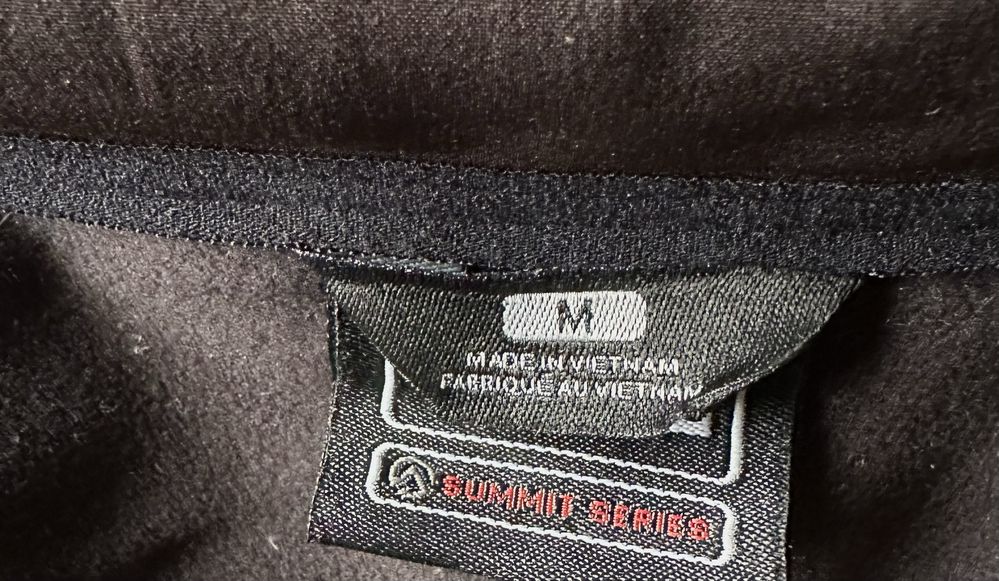 M
MADE IN VIETNAM
FABRIQUE AU VIETNAM
SUMMIT SERIES